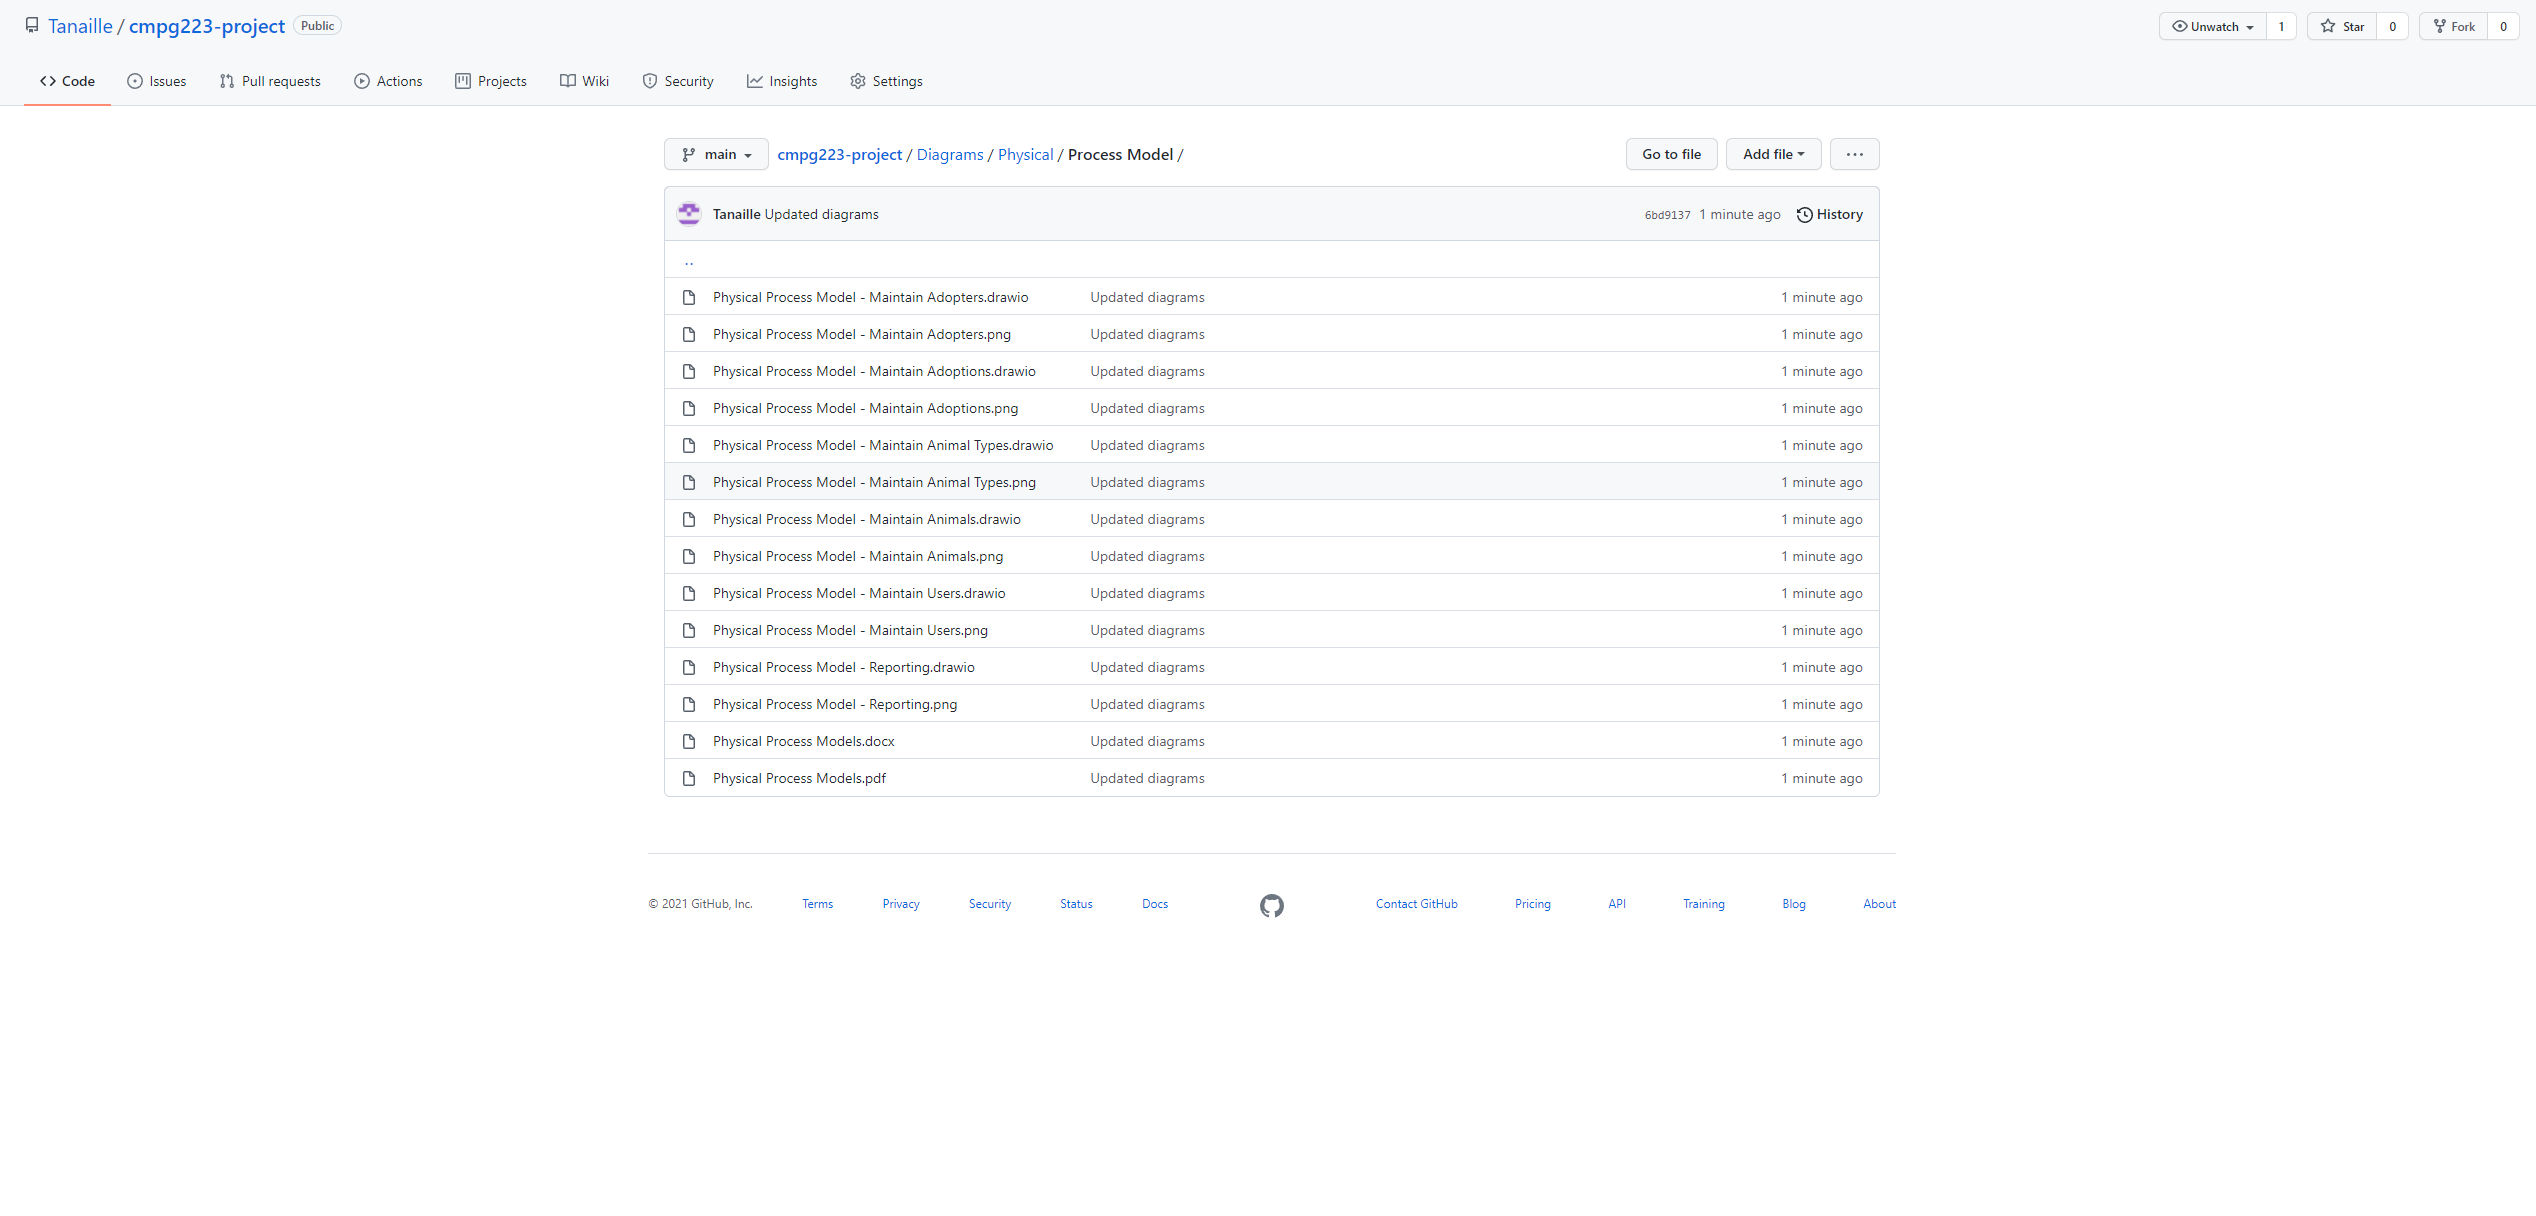 Tanaille / cmpg223-project Public
Unwatch 1 Star 0 Fork 0
Code Issues Pull requests Actions Projects Wiki Security Insights Settings
main cmpg223-project / Diagrams / Physical / Process Model /
Go to file Add file ...
Tanaille Updated diagrams 6bd9137 1 minute ago History
..
Physical Process Model - Maintain Adopters.drawio Updated diagrams 1 minute ago
Physical Process Model - Maintain Adopters.png Updated diagrams 1 minute ago
Physical Process Model - Maintain Adoptions.drawio Updated diagrams 1 minute ago
Physical Process Model - Maintain Adoptions.png Updated diagrams 1 minute ago
Physical Process Model - Maintain Animal Types.drawio Updated diagrams 1 minute ago
Physical Process Model - Maintain Animal Types.png Updated diagrams 1 minute ago
Physical Process Model - Maintain Animals.drawio Updated diagrams 1 minute ago
Physical Process Model - Maintain Animals.png Updated diagrams 1 minute ago
Physical Process Model - Maintain Users.drawio Updated diagrams 1 minute ago
Physical Process Model - Maintain Users.png Updated diagrams 1 minute ago
Physical Process Model - Reporting.drawio Updated diagrams 1 minute ago
Physical Process Model - Reporting.png Updated diagrams 1 minute ago
Physical Process Models.docx Updated diagrams 1 minute ago
Physical Process Models.pdf Updated diagrams 1 minute ago
© 2021 GitHub, Inc. Terms Privacy Security Status Docs Contact GitHub Pricing API Training Blog About